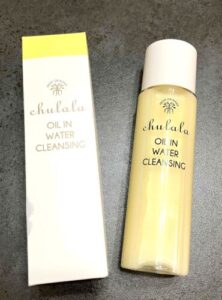 chulala
OIL IN
WATER
CLEANSING
chulala
OIL IN
WATER
CLEANSING